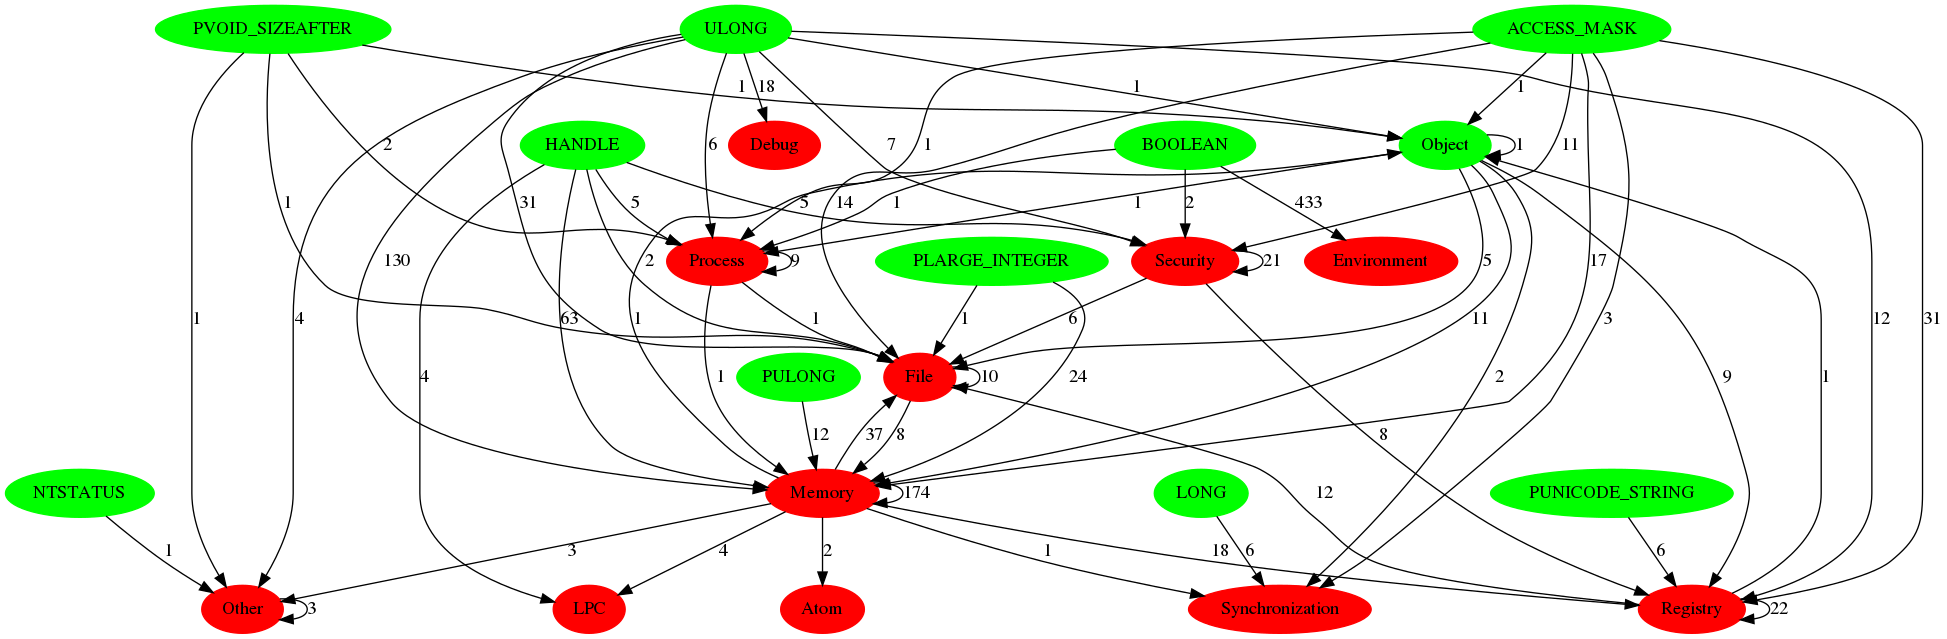 PVOID_SIZEAFTER ULONG ACCESS_MASK
1 18 1 1
HANDLE Debug BOOLEAN Object 1
2 6 7 1 11
1 31 5 5 14 1 1 2 433
Process 9 PLARGE_INTEGER Security 21 Environment
130 2 17
1 4 63 1 1 1 6 11 5 3 12 31
PULONG File 10
4 1 24 2 9 1
12 37 8 8
NTSTATUS Memory 174 LONG 12 PUNICODE_STRING
1 3 4 2 1 18 6 6
Other 3 LPC Atom Synchronization Registry 22